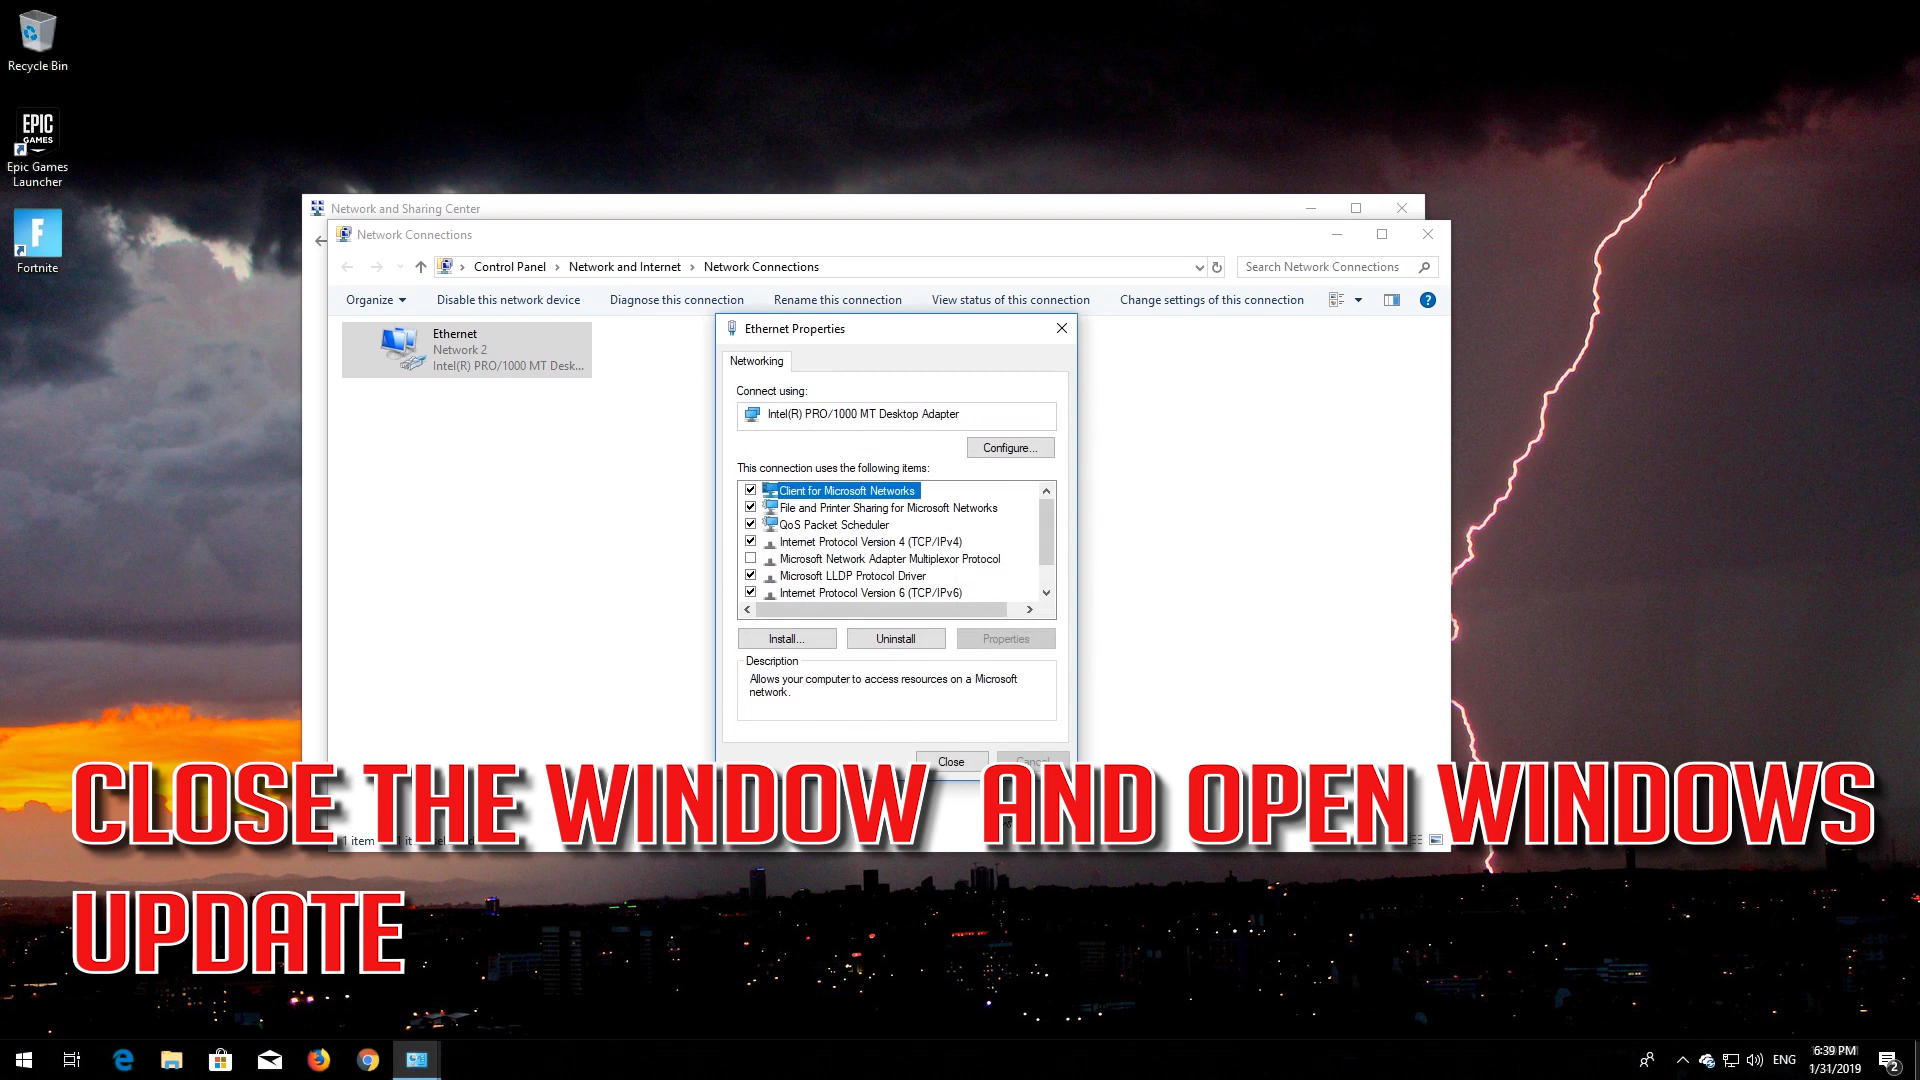 Recycle Bin
EPIC
GAMES
Epic Games
Launcher
F
Fortnite
Network and Sharing Center
Network Connections
Control Panel > Network and Internet > Network Connections
Search Network Connections
Organize
Disable this network device
Diagnose this connection
Rename this connection
View status of this connection
Change settings of this connection
?
Ethernet
Network 2
Intel(R) PRO/1000 MT Desk...
Ethernet Properties
Networking
Connect using:
Intel(R) PRO/1000 MT Desktop Adapter
Configure...
This connection uses the following items:
Client for Microsoft Networks
File and Printer Sharing for Microsoft Networks
QoS Packet Scheduler
Internet Protocol Version 4 (TCP/IPv4)
Microsoft Network Adapter Multiplexor Protocol
Microsoft LLDP Protocol Driver
Internet Protocol Version 6 (TCP/IPv6)
Install...
Uninstall
Properties
Description
Allows your computer to access resources on a Microsoft
network.
Close
Cancel
CLOSE THE WINDOW AND OPEN WINDOWS
UPDATE
1 item
ENG
6:39 PM
1/31/2019
2